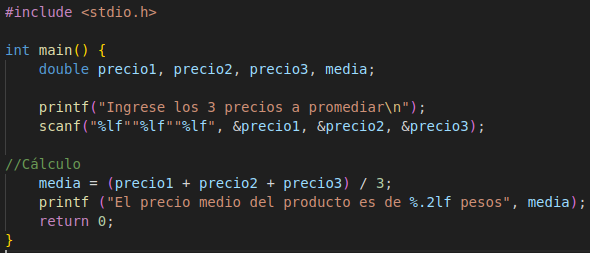 #include <stdio.h>
int main() {
double precio1, precio2, precio3, media;
printf("Ingrese los 3 precios a promediar\n");
scanf("%lf""%lf""%lf", &precio1, &precio2, &precio3);
//Cálculo
media = (precio1 + precio2 + precio3) / 3;
printf ("El precio medio del producto es de %.2lf pesos", media);
return 0;
}